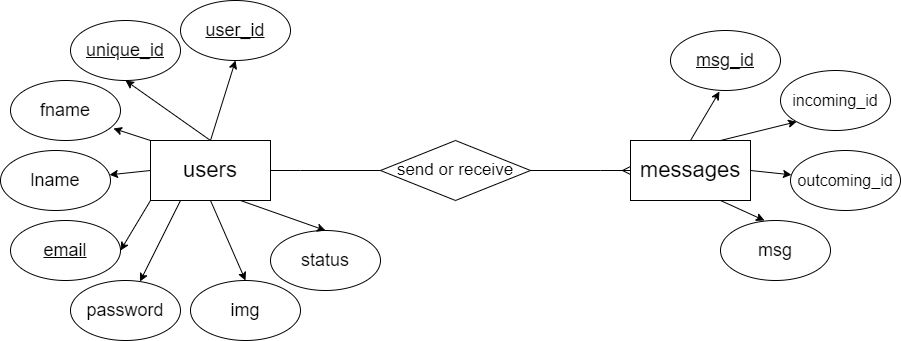 user_id
unique_id
fname
lname
email
password
img
status
users
send or receive
messages
msg_id
incoming_id
outcoming_id
msg